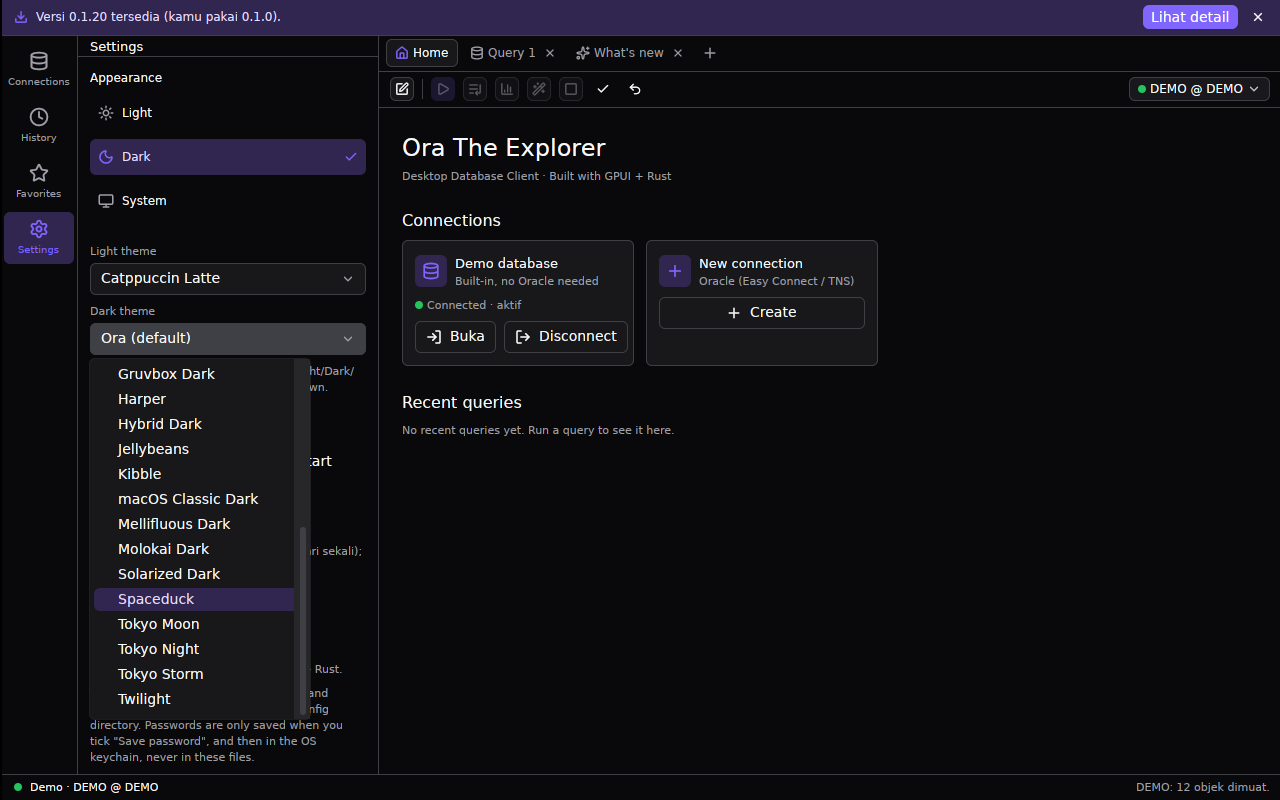 Versi 0.1.20 tersedia (kamu pakai 0.1.0).
Lihat detail
Connections
History
Favorites
Settings
Settings
Appearance
Light
Dark
System
Light theme
Catppuccin Latte
Dark theme
Ora (default)
Gruvbox Dark
Harper
Hybrid Dark
Jellybeans
Kibble
macOS Classic Dark
Mellifluous Dark
Molokai Dark
Solarized Dark
Spaceduck
Tokyo Moon
Tokyo Night
Tokyo Storm
Twilight
sekali);
Rust.
and
directory. Passwords are only saved when you
tick "Save password", and then in the OS
keychain, never in these files.
Home
Query 1
What's new
DEMO @ DEMO
Ora The Explorer
Desktop Database Client · Built with GPUI + Rust
Connections
Demo database
Built-in, no Oracle needed
Connected · aktif
Buka
Disconnect
New connection
Oracle (Easy Connect / TNS)
Create
Recent queries
No recent queries yet. Run a query to see it here.
Demo · DEMO @ DEMO
DEMO: 12 objek dimuat.